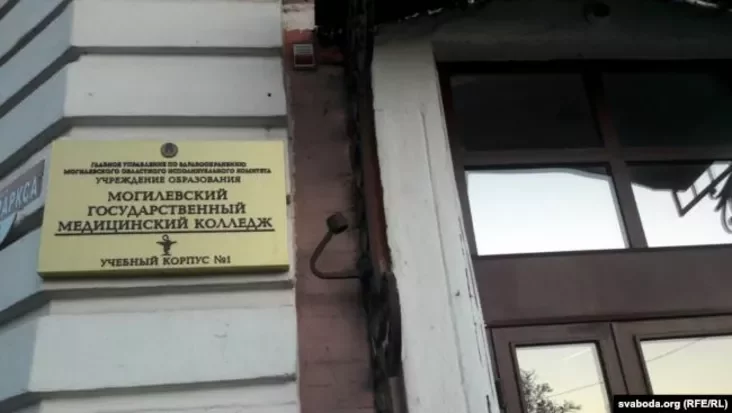 ГЛАВНОЕ УПРАВЛЕНИЕ ПО ЗДРАВООХРАНЕНИЮ
МОГИЛЕВСКОГО ОБЛАСТНОГО ИСПОЛНИТЕЛЬНОГО КОМИТЕТА
УЧРЕЖДЕНИЕ ОБРАЗОВАНИЯ
МОГИЛЕВСКИЙ
ГОСУДАРСТВЕННЫЙ
МЕДИЦИНСКИЙ КОЛЛЕДЖ
УЧЕБНЫЙ КОРПУС №1
АРКСА
svaboda.org (RFE/RL)